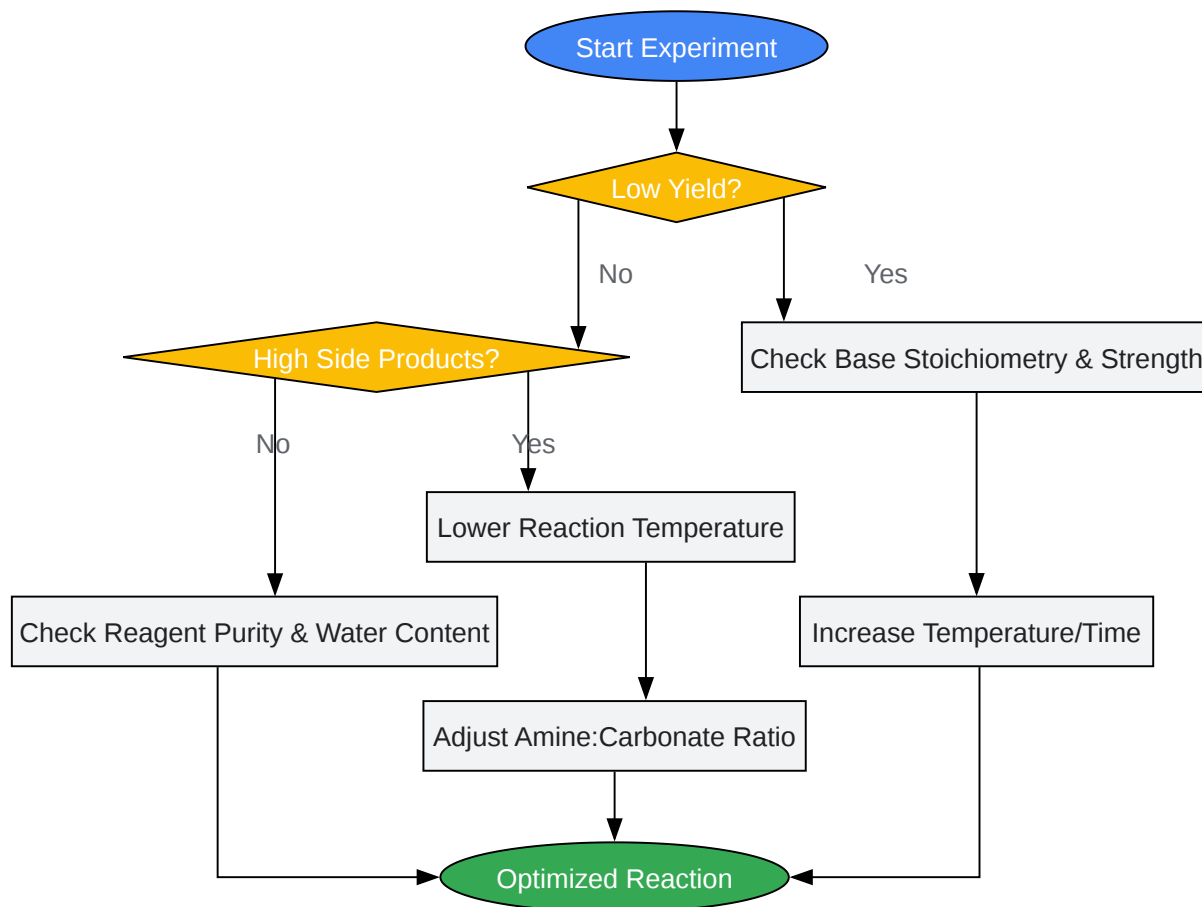 Start Experiment
Low Yield?
No
Yes
High Side Products?
Check Base Stoichiometry & Strength
No
Yes
Lower Reaction Temperature
Check Reagent Purity & Water Content
Increase Temperature/Time
Adjust Amine:Carbonate Ratio
Optimized Reaction